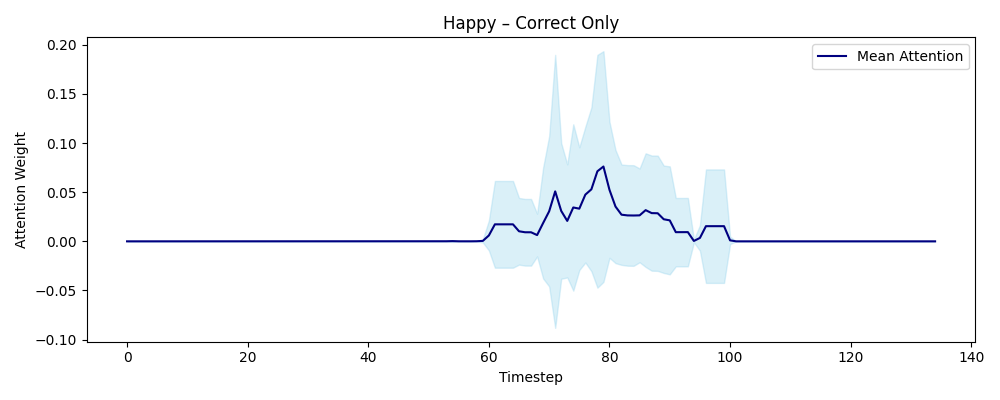 Happy – Correct Only
Mean Attention
Attention Weight
0.20
0.15
0.10
0.05
0.00
−0.05
−0.10
0 20 40 60 80 100 120 140
Timestep